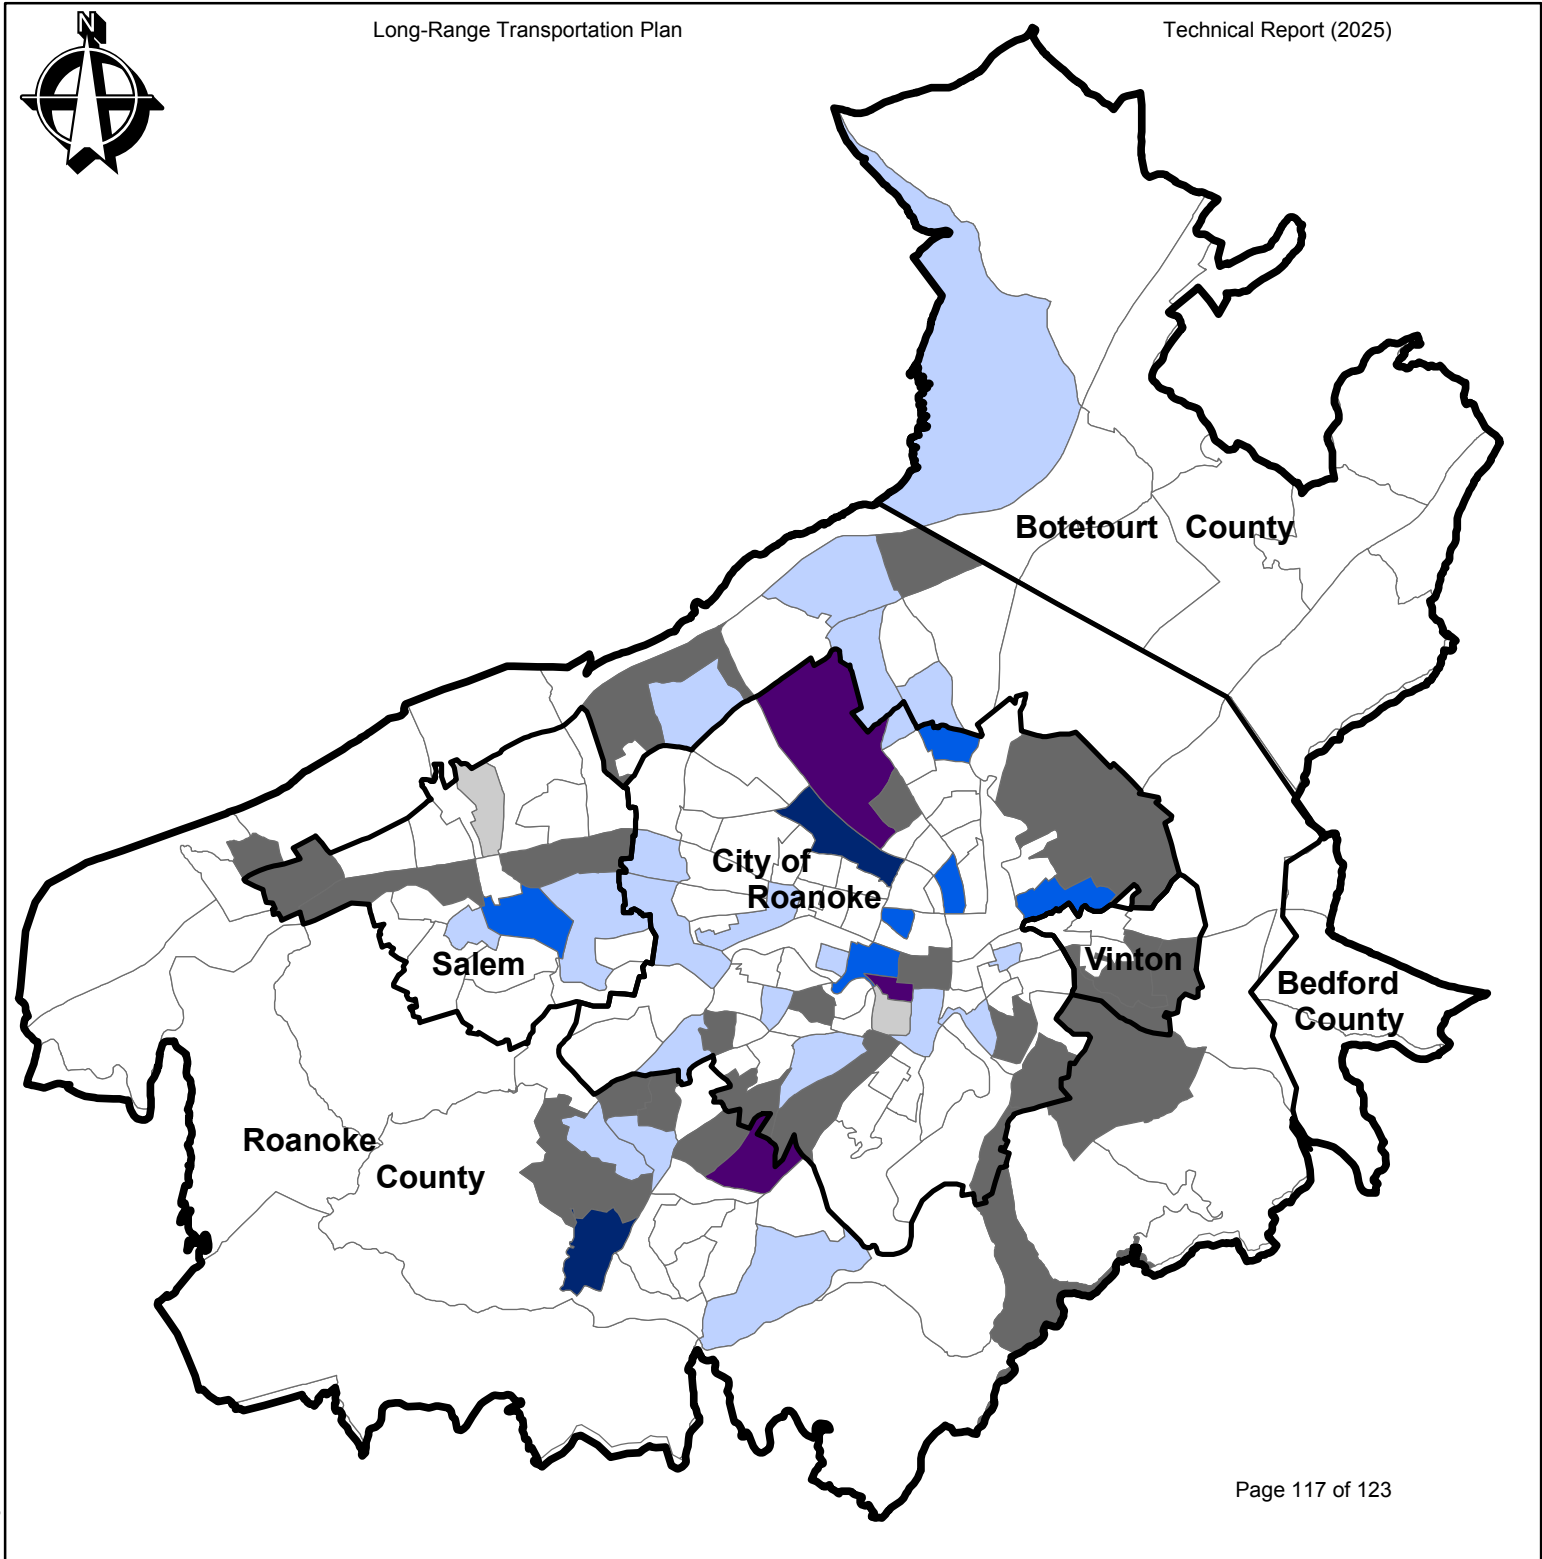 N
Long-Range Transportation Plan
Technical Report (2025)
Botetourt County
City of
Roanoke
Salem
Vinton
Bedford
County
Roanoke
County
Page 117 of 123